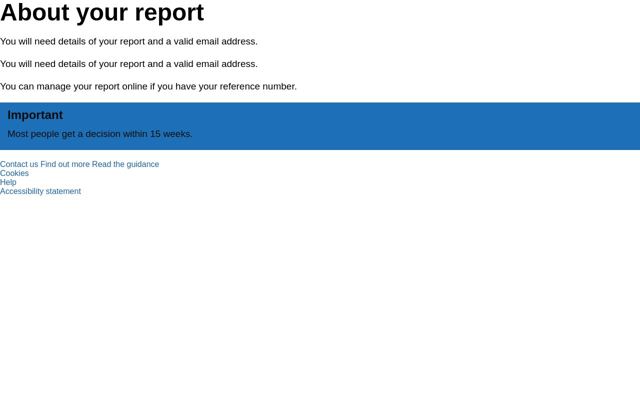 About your report
You will need details of your report and a valid email address.
You will need details of your report and a valid email address.
You can manage your report online if you have your reference number.
Important
Most people get a decision within 15 weeks.
Contact us Find out more Read the guidance
Cookies
Help
Accessibility statement